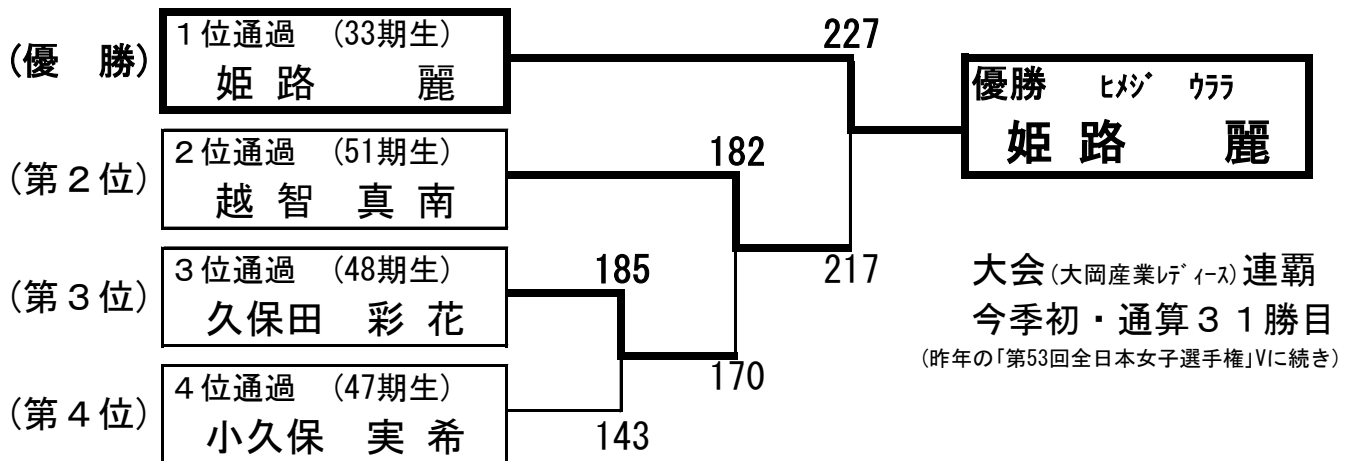 (優　勝)
１位通過　(33期生)
姫 路　　麗
(第２位)
２位通過　(51期生)
越 智　真 南
(第３位)
３位通過　(48期生)
久保田　彩 花
(第４位)
４位通過　(47期生)
小久保　実 希
227
182
185
217
170
143
優勝　ﾋﾒｼﾞ　ｳﾗﾗ
姫 路　　麗
大会(大岡産業ﾚﾃﾞｨｰｽ)連覇
今季初・通算３１勝目
(昨年の｢第53回全日本女子選手権｣Vに続き)